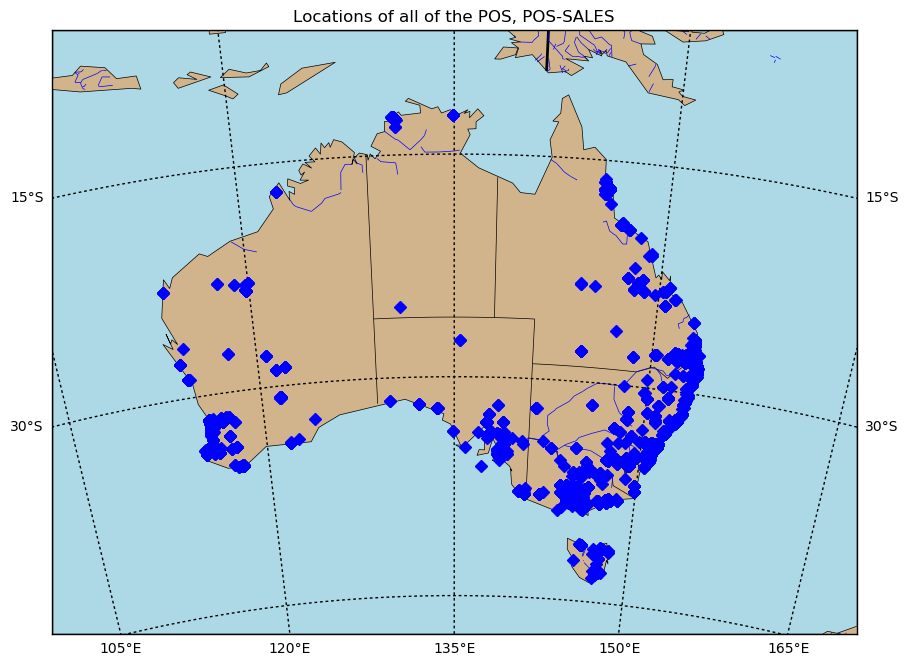 Locations of all of the POS, POS-SALES
15°S 15°S
30°S 30°S
105°E 120°E 135°E 150°E 165°E